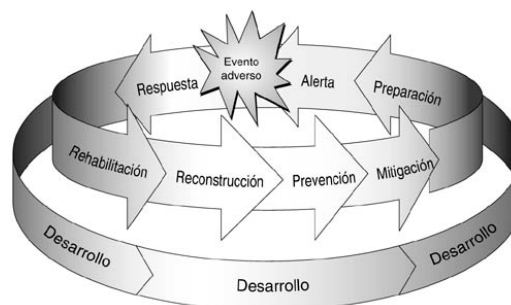 Evento
adverso
Respuesta
Alerta
Preparación
Rehabilitación
Reconstrucción
Prevención
Mitigación
Desarrollo
Desarrollo
Desarrollo